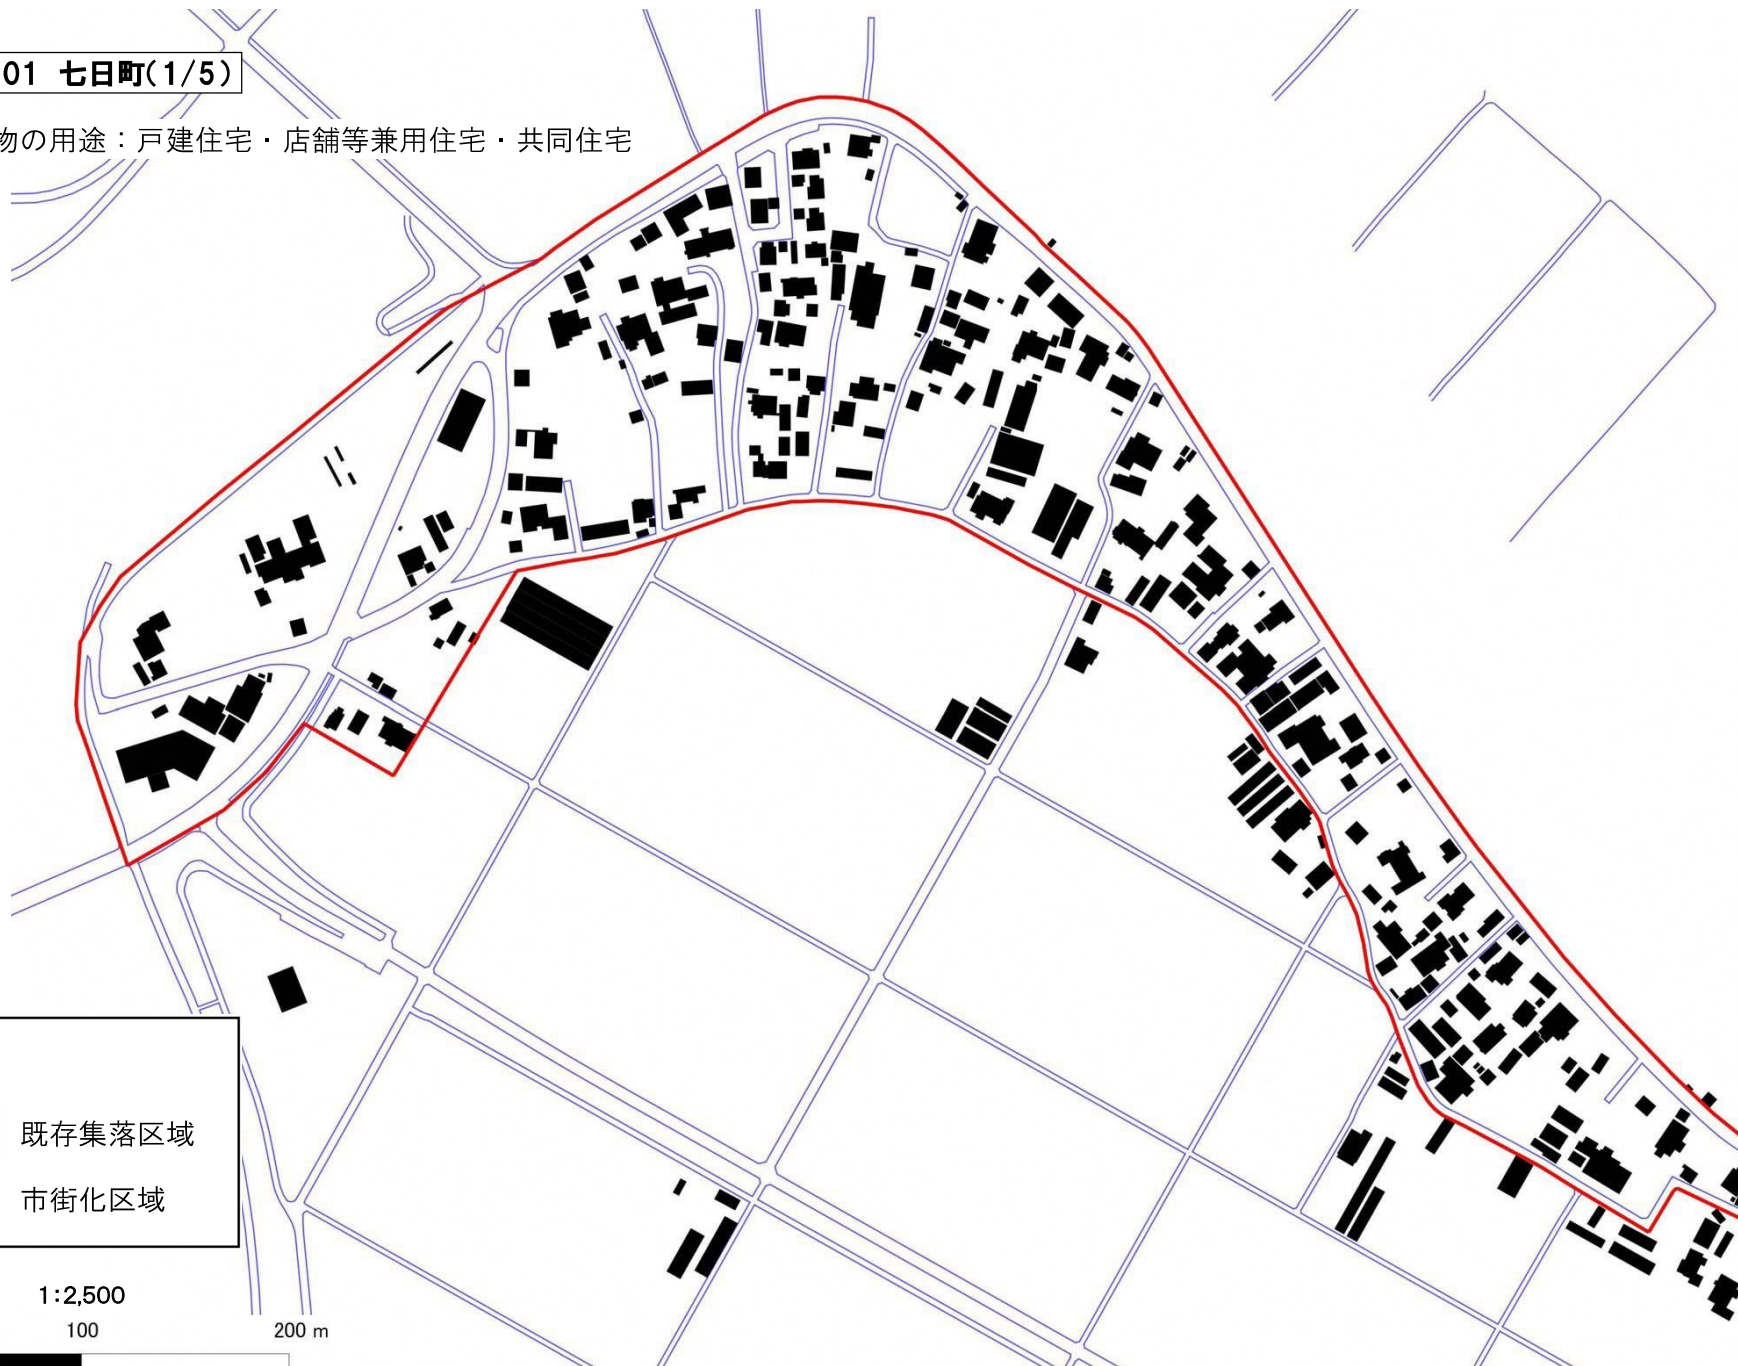 01 七日町(1/5)
物の用途：戸建住宅・店舗等兼用住宅・共同住宅
既存集落区域
市街化区域
1:2,500
100 200 m